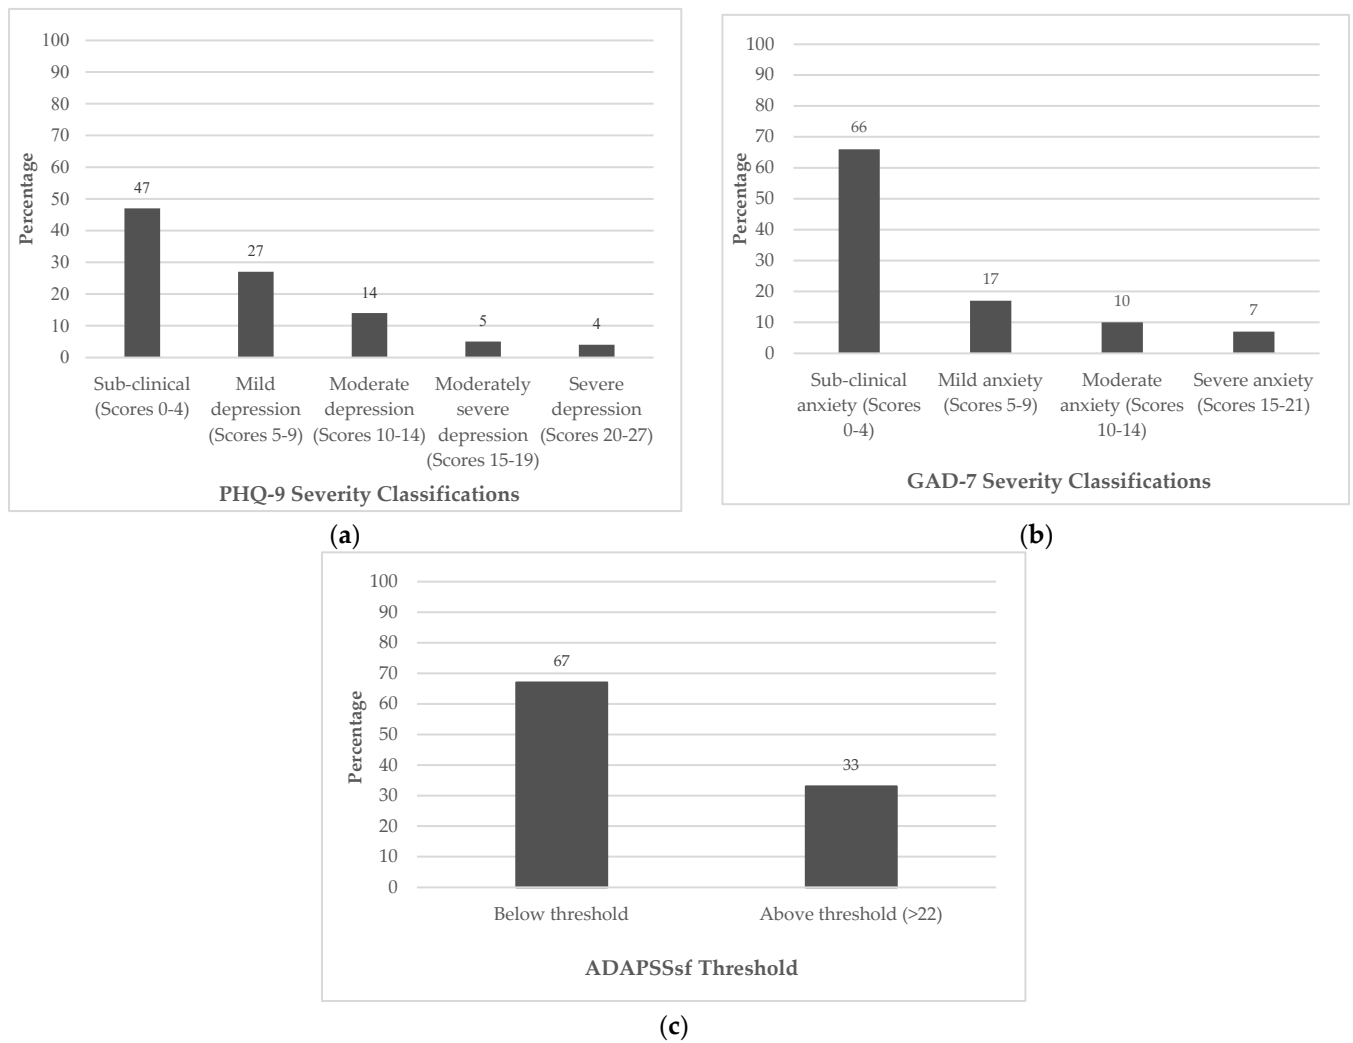 100
90
80
70
60
50
40
30
20
10
0
Percentage
47
27
14
5
4
Sub-clinical
(Scores 0-4)
Mild
depression
(Scores 5-9)
Moderate
depression
(Scores 10-14)
Moderately
severe
depression
(Scores 15-19)
Severe
depression
(Scores 20-27)
PHQ-9 Severity Classifications
(a)
100
90
80
70
60
50
40
30
20
10
0
Percentage
66
17
10
7
Sub-clinical
anxiety (Scores
0-4)
Mild anxiety
(Scores 5-9)
Moderate
anxiety (Scores
10-14)
Severe anxiety
(Scores 15-21)
GAD-7 Severity Classifications
(b)
100
90
80
70
60
50
40
30
20
10
0
Percentage
67
33
Below threshold
Above threshold (>22)
ADAPSSsf Threshold
(c)